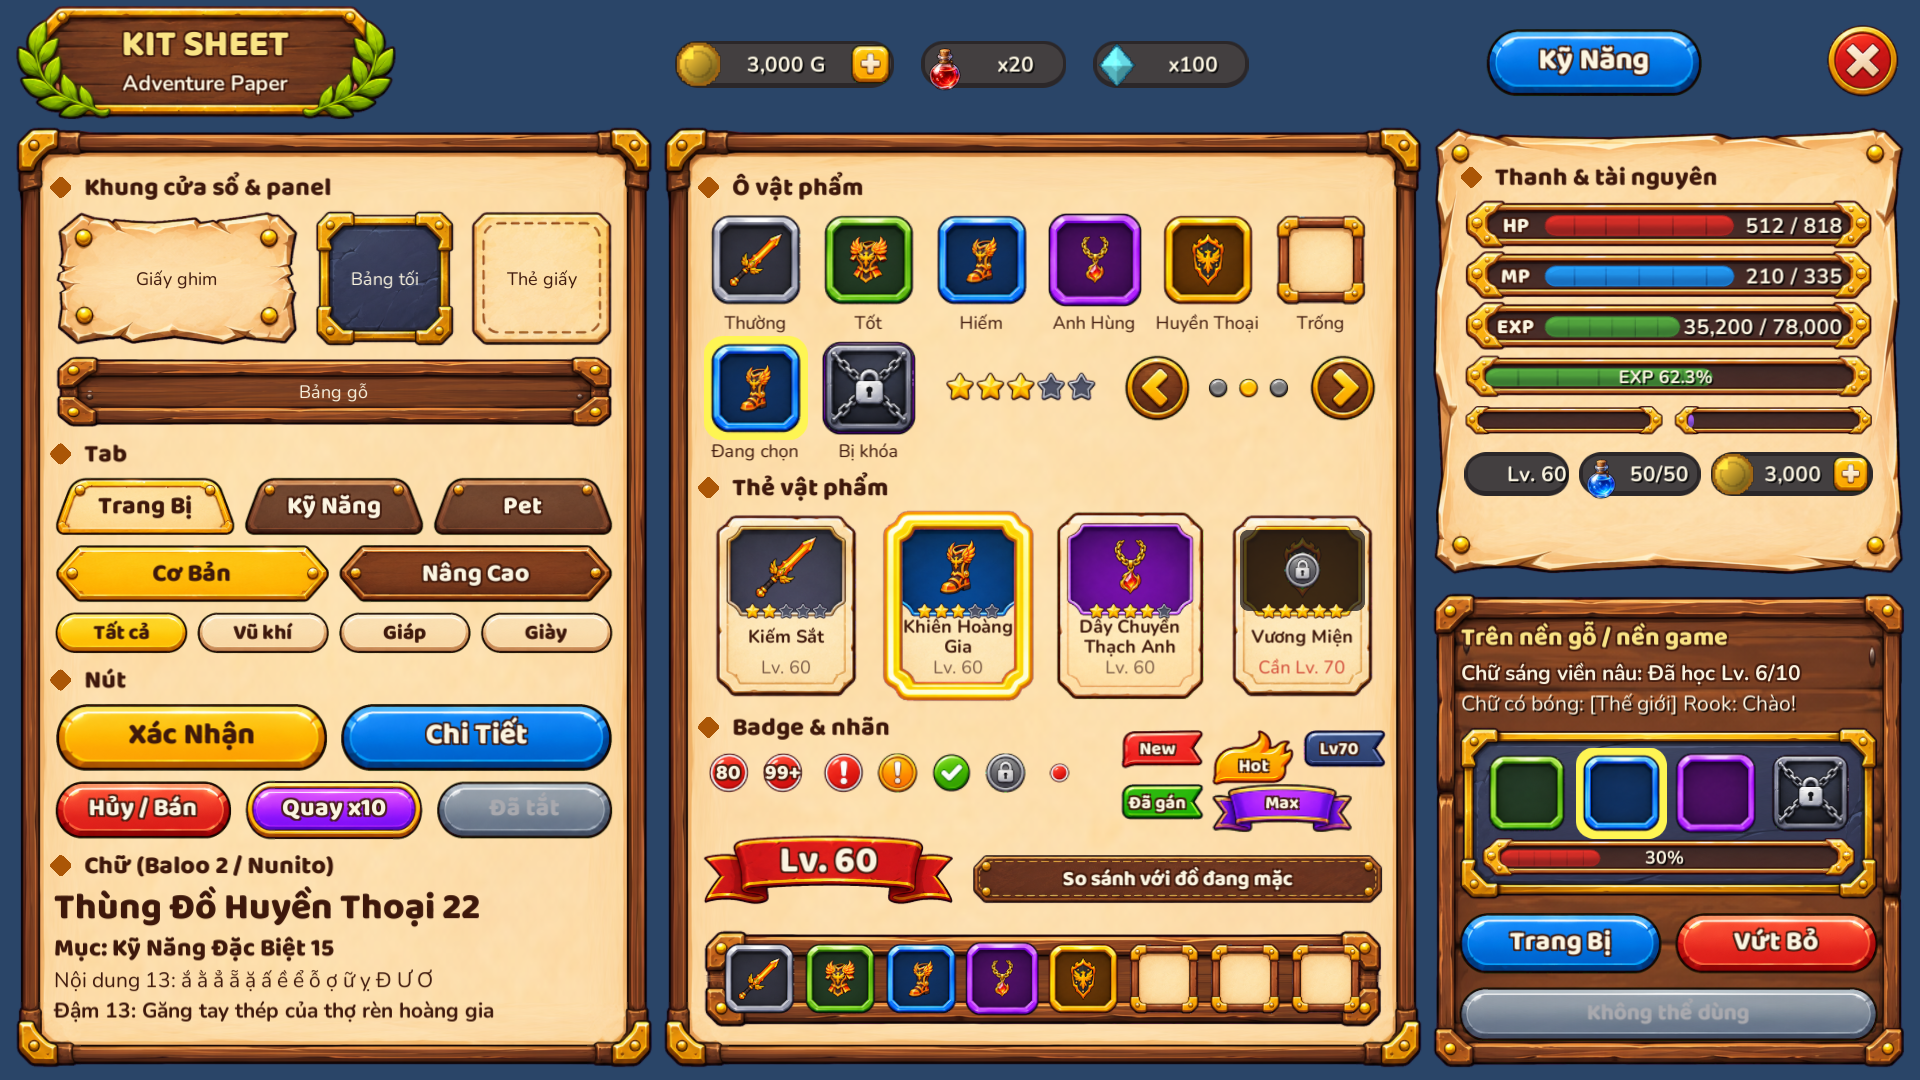 KIT SHEET
Adventure Paper
3,000 G
x20
x100
Kỹ Năng
Khung cửa sổ & panel
Giấy ghim
Bảng tối
Thẻ giấy
Bảng gỗ
Tab
Trang Bị
Kỹ Năng
Pet
Cơ Bản
Nâng Cao
Tất cả
Vũ khí
Giáp
Giày
Nút
Xác Nhận
Chi Tiết
Hủy / Bán
Quay x10
Đã tắt
Chữ (Baloo 2 / Nunito)
Thùng Đồ Huyền Thoại 22
Mục: Kỹ Năng Đặc Biệt 15
Nội dung 13: ắ ằ ẳ ẵ ặ ấ ề ể ỗ ợ ữ ỵ Đ Ư Ơ
Đậm 13: Găng tay thép của thợ rèn hoàng gia
Ô vật phẩm
Thường
Tốt
Hiếm
Anh Hùng
Huyền Thoại
Trống
Đang chọn
Bị khóa
Thẻ vật phẩm
Kiếm Sắt
Lv. 60
Khiên Hoàng
Gia
Lv. 60
Dây Chuyền
Thạch Anh
Lv. 60
Vương Miện
Cần Lv. 70
Badge & nhãn
80
99+
New
Hot
Lv70
Đã gán
Max
Lv. 60
So sánh với đồ đang mặc
Thanh & tài nguyên
HP
512 / 818
MP
210 / 335
EXP
35,200 / 78,000
EXP 62.3%
Lv. 60
50/50
3,000
Trên nền gỗ / nền game
Chữ sáng viền nâu: Đã học Lv. 6/10
Chữ có bóng: [Thế giới] Rook: Chào!
30%
Trang Bị
Vứt Bỏ
Không thể dùng